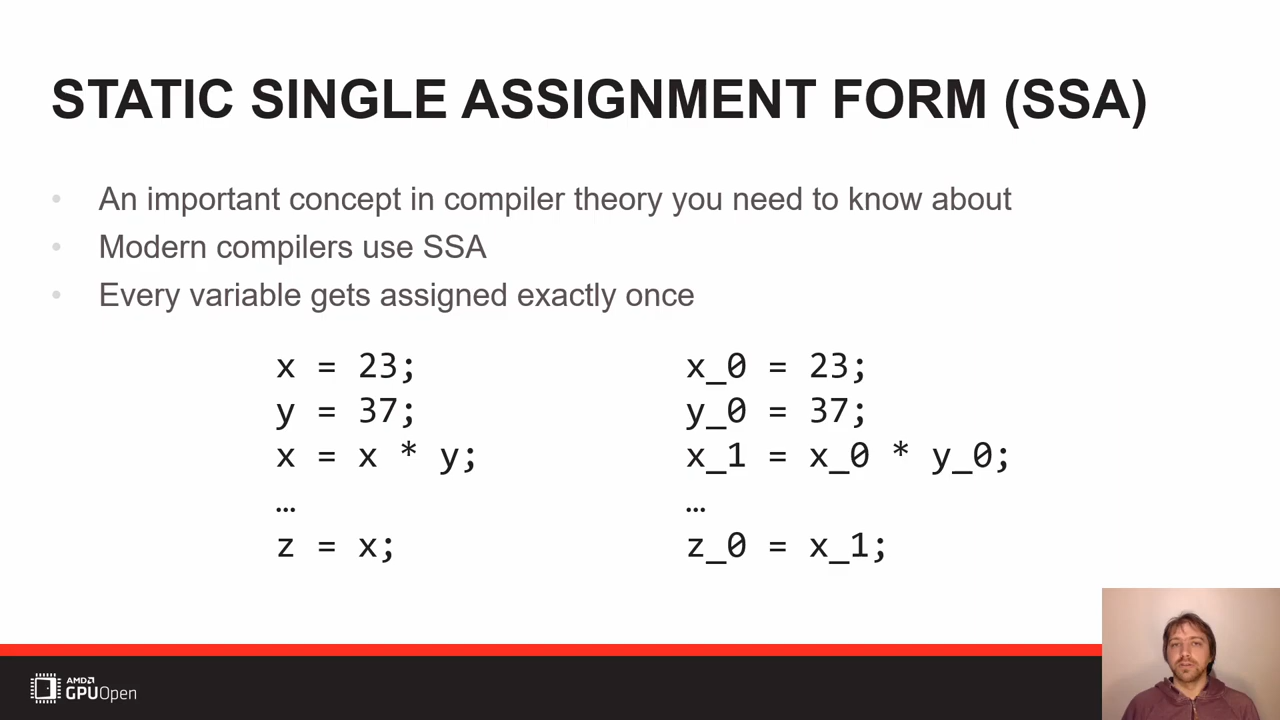 STATIC SINGLE ASSIGNMENT FORM (SSA)
• An important concept in compiler theory you need to know about
• Modern compilers use SSA
• Every variable gets assigned exactly once
x = 23;
y = 37;
x = x * y;
…
z = x;
x_0 = 23;
y_0 = 37;
x_1 = x_0 * y_0;
…
z_0 = x_1;
AMD
GPUOpen